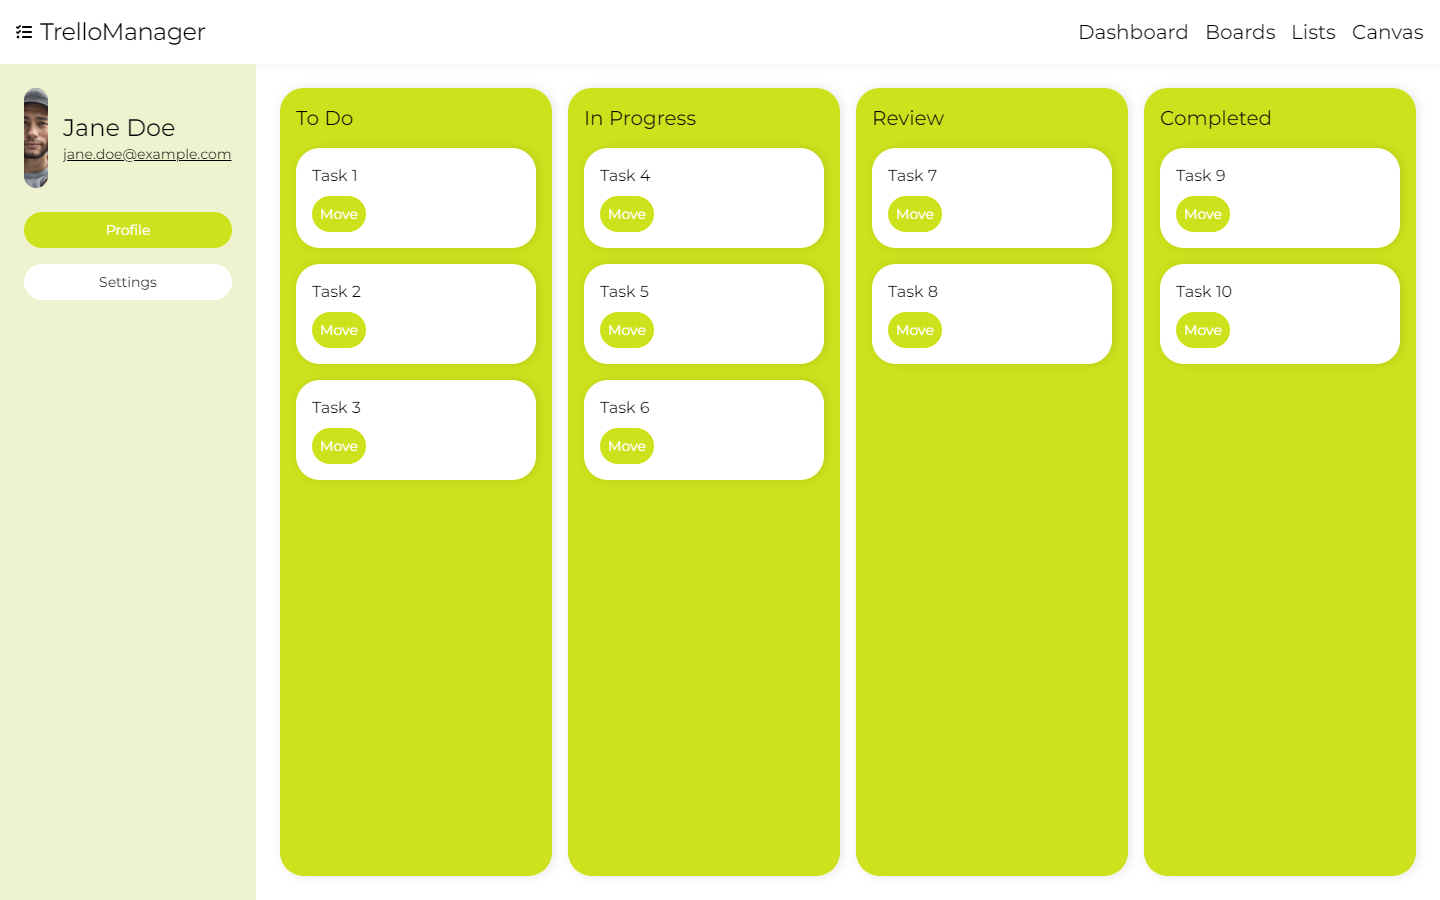 TrelloManager
Dashboard Boards Lists Canvas
Jane Doe
jane.doe@example.com
Profile
Settings
To Do
Task 1
Move
Task 2
Move
Task 3
Move
In Progress
Task 4
Move
Task 5
Move
Task 6
Move
Review
Task 7
Move
Task 8
Move
Completed
Task 9
Move
Task 10
Move